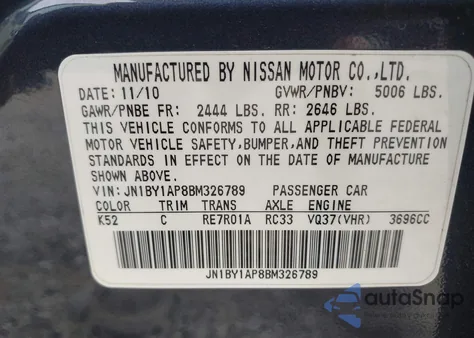 MANUFACTURED BY NISSAN MOTOR CO.,LTD.
DATE: 11/10 GVWR/PNBV: 5006 LBS.
GAWR/PNBE FR: 2444 LBS. RR: 2646 LBS.
THIS VEHICLE CONFORMS TO ALL APPLICABLE FEDERAL
MOTOR VEHICLE SAFETY,BUMPER,AND THEFT PREVENTION
STANDARDS IN EFFECT ON THE DATE OF MANUFACTURE
SHOWN ABOVE.
VIN: JN1BY1AP8BM326789 PASSENGER CAR
COLOR TRIM TRANS AXLE ENGINE
K52 C RE7R01A RC33 VQ37(VHR) 3696CC
JN1BY1AP8BM326789
autoSnap